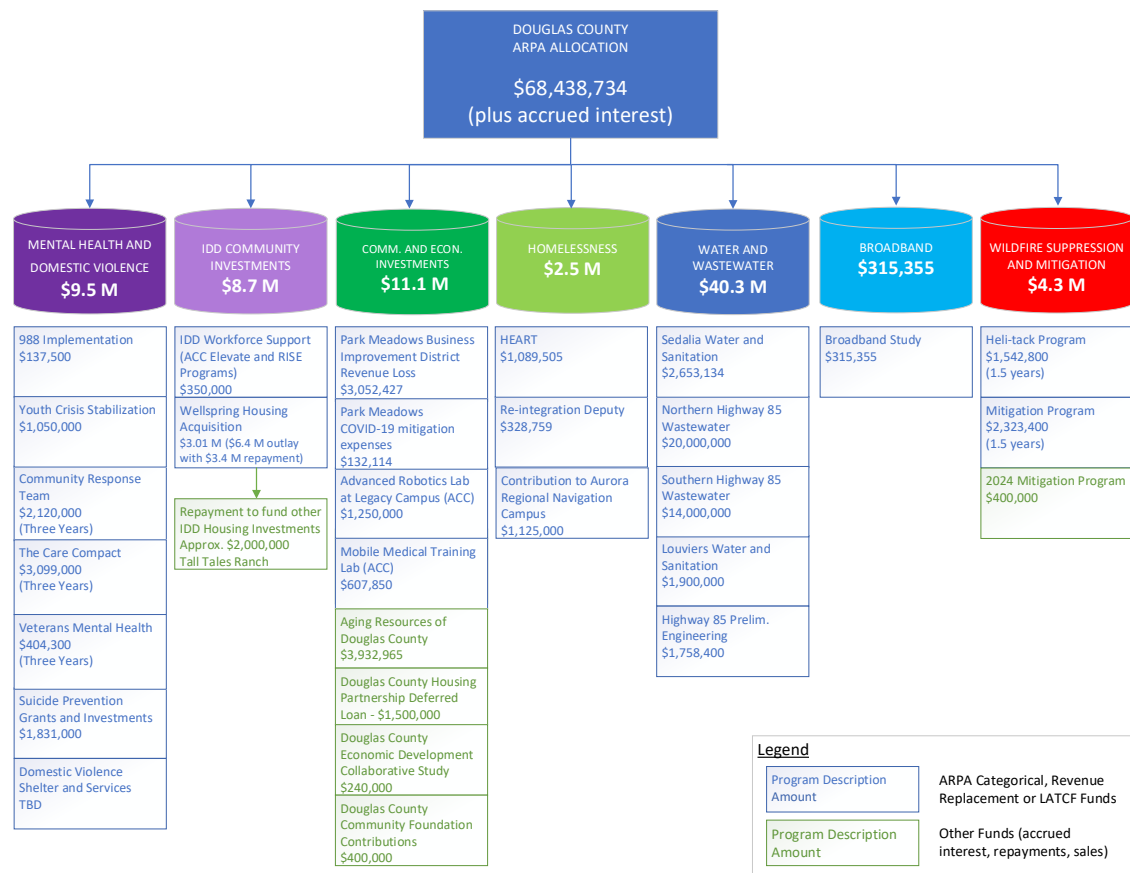 DOUGLAS COUNTY
ARPA ALLOCATION
$68,438,734
(plus accrued interest)
MENTAL HEALTH AND
DOMESTIC VIOLENCE
$9.5 M
988 Implementation
$137,500
Youth Crisis Stabilization
$1,050,000
Community Response
Team
$2,120,000
(Three Years)
The Care Compact
$3,099,000
(Three Years)
Veterans Mental Health
$404,300
(Three Years)
Suicide Prevention
Grants and Investments
$1,831,000
Domestic Violence
Shelter and Services
TBD
IDD COMMUNITY
INVESTMENTS
$8.7 M
IDD Workforce Support
(ACC Elevate and RISE
Programs)
$350,000
Wellspring Housing
Acquisition
$3.01 M ($6.4 M outlay
with $3.4 M repayment)
Repayment to fund other
IDD Housing Investments
Approx. $2,000,000
Tall Tales Ranch
COMM. AND ECON.
INVESTMENTS
$11.1 M
Park Meadows Business
Improvement District
Revenue Loss
$3,052,427
Park Meadows
COVID-19 mitigation
expenses
$132,114
Advanced Robotics Lab
at Legacy Campus (ACC)
$1,250,000
Mobile Medical Training
Lab (ACC)
$607,850
Aging Resources of
Douglas County
$3,932,965
Douglas County Housing
Partnership Deferred
Loan - $1,500,000
Douglas County
Economic Development
Collaborative Study
$240,000
Douglas County
Community Foundation
Contributions
$400,000
HOMELESSNESS
$2.5 M
HEART
$1,089,505
Re-integration Deputy
$328,759
Contribution to Aurora
Regional Navigation
Campus
$1,125,000
WATER AND
WASTEWATER
$40.3 M
Sedalia Water and
Sanitation
$2,653,134
Northern Highway 85
Wastewater
$20,000,000
Southern Highway 85
Wastewater
$14,000,000
Louviers Water and
Sanitation
$1,900,000
Highway 85 Prelim.
Engineering
$1,758,400
BROADBAND
$315,355
Broadband Study
$315,355
WILDFIRE SUPPRESSION
AND MITIGATION
$4.3 M
Heli-tack Program
$1,542,800
(1.5 years)
Mitigation Program
$2,323,400
(1.5 years)
2024 Mitigation Program
$400,000
Legend
Program Description
Amount
ARPA Categorical, Revenue
Replacement or LATCF Funds
Program Description
Amount
Other Funds (accrued
interest, repayments, sales)